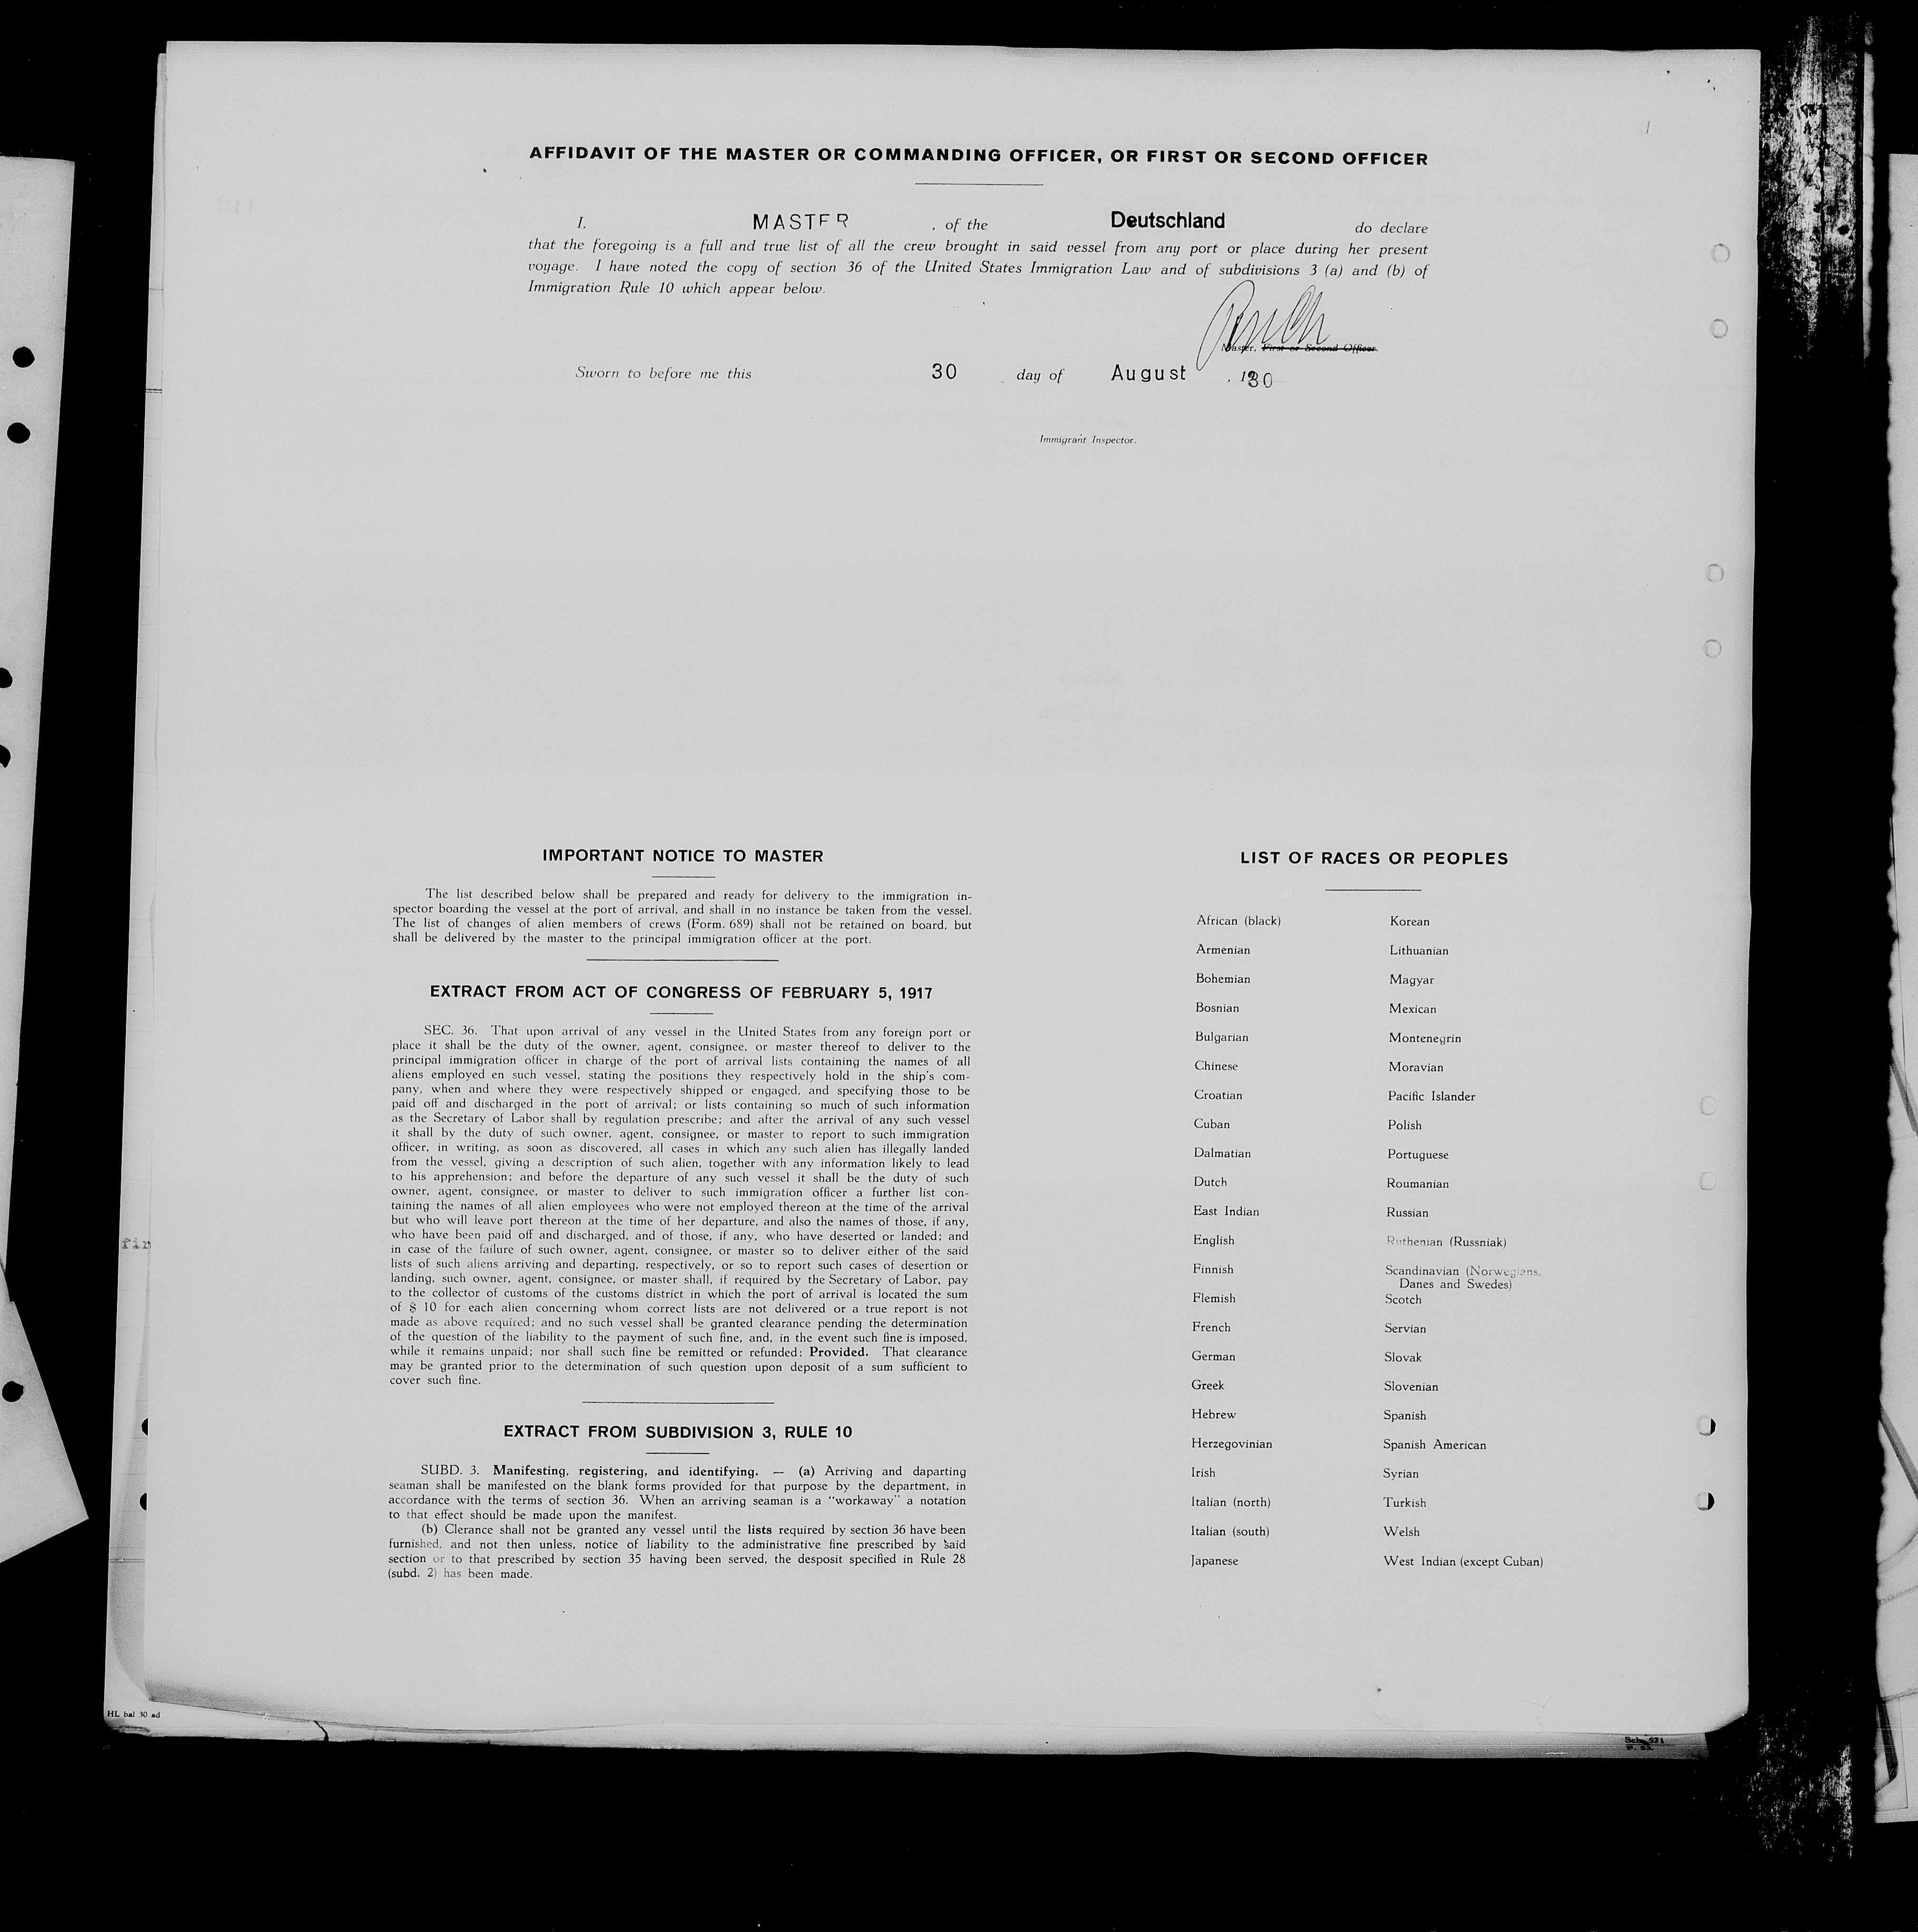 AFFIDAVIT OF THE MASTER OR COMMANDING OFFICER, OR FIRST OR SECOND OFFICER
I, MASTER , of the Deutschland do declare
that the foregoing is a full and true list of all the crew brought in said vessel from any port or place during her present
voyage. I have noted the copy of section 36 of the United States Immigration Law and of subdivisions 3 (a) and (b) of
Immigration Rule 10 which appear below.
Master, First or Second Officer.
Sworn to before me this 30 day of August , 1930
Immigrant Inspector.
IMPORTANT NOTICE TO MASTER
The list described below shall be prepared and ready for delivery to the immigration in-
spector boarding the vessel at the port of arrival, and shall in no instance be taken from the vessel.
The list of changes of alien members of crews (Form. 689) shall not be retained on board, but
shall be delivered by the master to the principal immigration officer at the port.
EXTRACT FROM ACT OF CONGRESS OF FEBRUARY 5, 1917
SEC. 36. That upon arrival of any vessel in the United States from any foreign port or
place it shall be the duty of the owner, agent, consignee, or master thereof to deliver to the
principal immigration officer in charge of the port of arrival lists containing the names of all
aliens employed en such vessel, stating the positions they respectively hold in the ship's com-
pany, when and where they were respectively shipped or engaged, and specifying those to be
paid off and discharged in the port of arrival; or lists containing so much of such information
as the Secretary of Labor shall by regulation prescribe; and after the arrival of any such vessel
it shall by the duty of such owner, agent, consignee, or master to report to such immigration
officer, in writing, as soon as discovered, all cases in which any such alien has illegally landed
from the vessel, giving a description of such alien, together with any information likely to lead
to his apprehension; and before the departure of any such vessel it shall be the duty of such
owner, agent, consignee, or master to deliver to such immigration officer a further list con-
taining the names of all alien employees who were not employed thereon at the time of the arrival
but who will leave port thereon at the time of her departure, and also the names of those, if any,
who have been paid off and discharged, and of those, if any, who have deserted or landed; and
in case of the failure of such owner, agent, consignee, or master so to deliver either of the said
lists of such aliens arriving and departing, respectively, or so to report such cases of desertion or
landing, such owner, agent, consignee, or master shall, if required by the Secretary of Labor, pay
to the collector of customs of the customs district in which the port of arrival is located the sum
of $ 10 for each alien concerning whom correct lists are not delivered or a true report is not
made as above required; and no such vessel shall be granted clearance pending the determination
of the question of the liability to the payment of such fine, and, in the event such fine is imposed,
while it remains unpaid; nor shall such fine be remitted or refunded: Provided. That clearance
may be granted prior to the determination of such question upon deposit of a sum sufficient to
cover such fine.
EXTRACT FROM SUBDIVISION 3, RULE 10
SUBD. 3. Manifesting, registering, and identifying. — (a) Arriving and daparting
seaman shall be manifested on the blank forms provided for that purpose by the department, in
accordance with the terms of section 36. When an arriving seaman is a "workaway" a notation
to that effect should be made upon the manifest.
(b) Clerance shall not be granted any vessel until the lists required by section 36 have been
furnished, and not then unless, notice of liability to the administrative fine prescribed by said
section or to that prescribed by section 35 having been served, the desposit specified in Rule 28
(subd. 2) has been made.
LIST OF RACES OR PEOPLES
African (black)
Armenian
Bohemian
Bosnian
Bulgarian
Chinese
Croatian
Cuban
Dalmatian
Dutch
East Indian
English
Finnish
Flemish
French
German
Greek
Hebrew
Herzegovinian
Irish
Italian (north)
Italian (south)
Japanese
Korean
Lithuanian
Magyar
Mexican
Montenegrin
Moravian
Pacific Islander
Polish
Portuguese
Roumanian
Russian
Ruthenian (Russniak)
Scandinavian (Norwegians,
Danes and Swedes)
Scotch
Servian
Slovak
Slovenian
Spanish
Spanish American
Syrian
Turkish
Welsh
West Indian (except Cuban)
fin
HL bal 30 ad